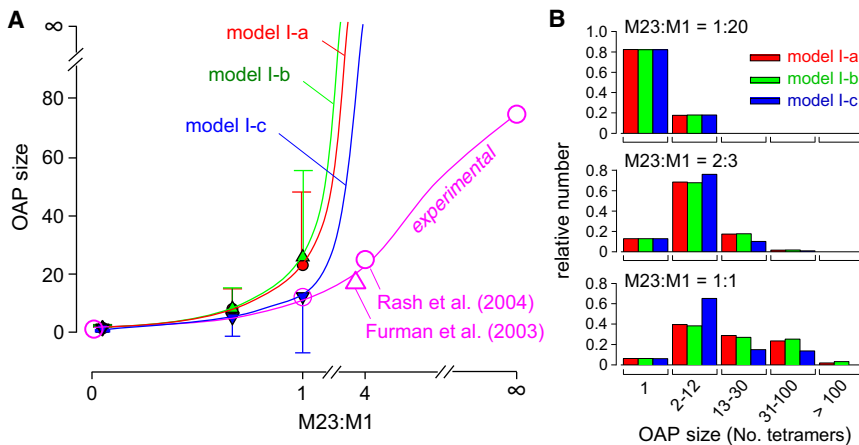 A
∞
80
60
40
20
0
OAP size
model I-a
model I-b
model I-c
experimental
Rash et al. (2004)
Furman et al. (2003)
0
1
4
∞
M23:M1
B
M23:M1 = 1:20
1.0
0.8
0.6
0.4
0.2
0
model I-a
model I-b
model I-c
M23:M1 = 2:3
0.8
0.6
0.4
0.2
0
relative number
M23:M1 = 1:1
0.8
0.6
0.4
0.2
0
1
2-12
13-30
31-100
> 100
OAP size (No. tetramers)